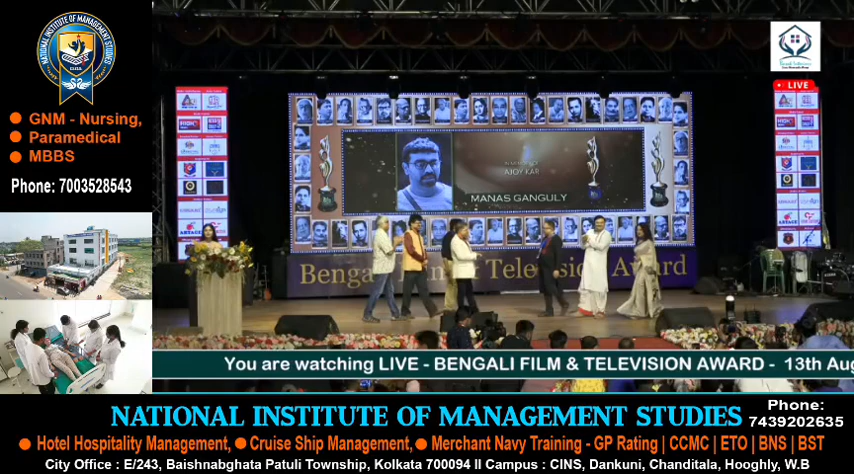 NATIONAL INSTITUTE OF MANAGEMENT STUDIES
GNM - Nursing,
Paramedical
MBBS
Phone: 7003528543
LIVE
IN MEMORY OF
AJOY KAR
MANAS GANGULY
Award
You are watching LIVE - BENGALI FILM & TELEVISION AWARD - 13th Aug
NATIONAL INSTITUTE OF MANAGEMENT STUDIES
Phone:
7439202635
Hotel Hospitality Management, Cruise Ship Management, Merchant Navy Training - GP Rating | CCMC | ETO | BNS | BST
City Office : E/243, Baishnabghata Patuli Township, Kolkata 700094 II Campus : CINS, Dankuni, Chanditala, Hooghly, W.B